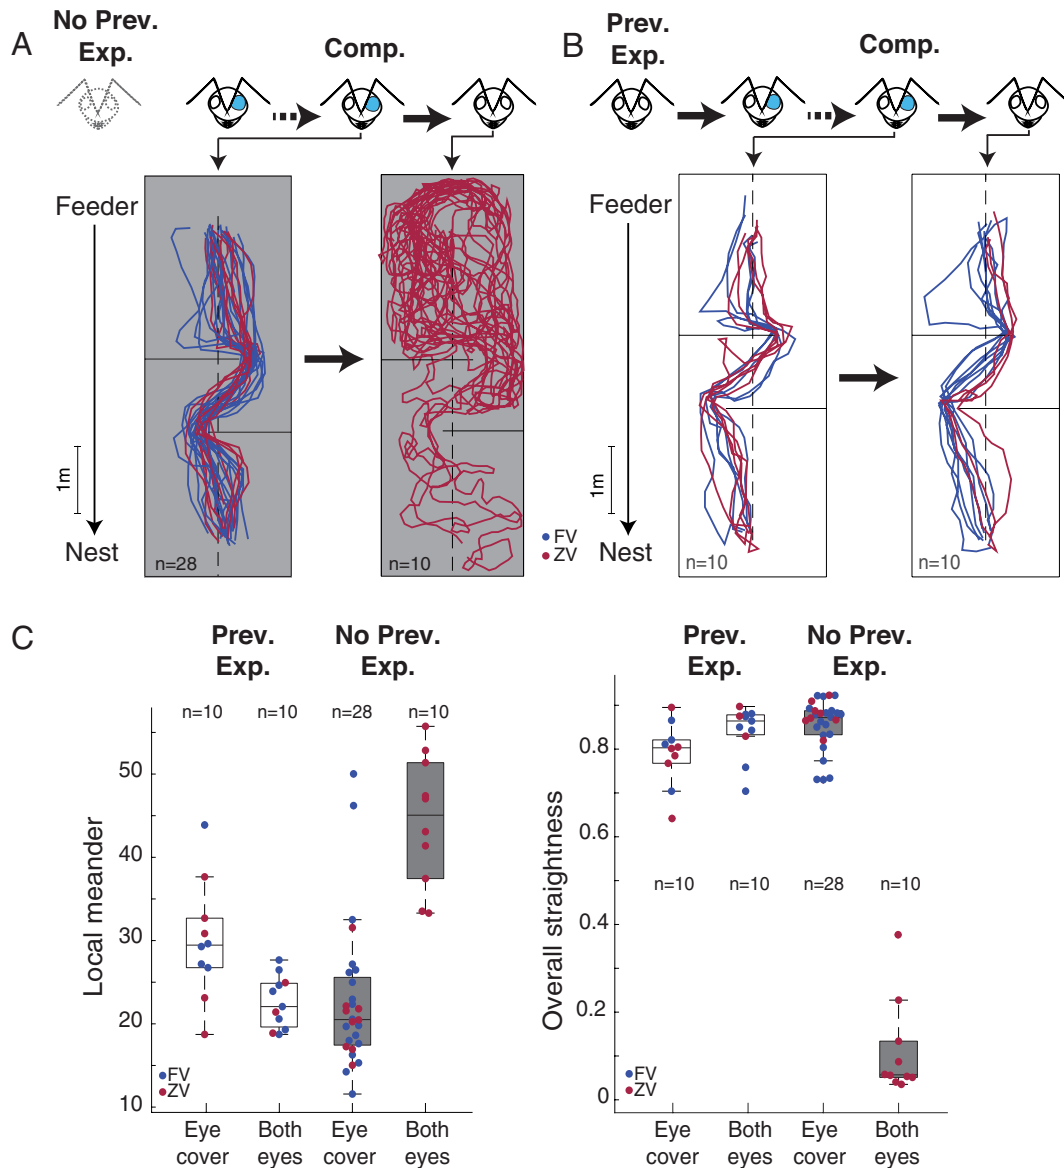 A
No Prev.
Exp.
Comp.
Feeder
1m
Nest
n=28
n=10
FV
ZV
B
Prev.
Exp.
Comp.
Feeder
1m
Nest
n=10
n=10
C
Prev.
Exp.
No Prev.
Exp.
n=10
n=10
n=28
n=10
Local meander
50
40
30
20
10
FV
ZV
Eye
cover
Both
eyes
Eye
cover
Both
eyes
Prev.
Exp.
No Prev.
Exp.
Overall straightness
0.8
0.4
0.2
0
n=10
n=10
n=28
n=10
FV
ZV
Eye
cover
Both
eyes
Eye
cover
Both
eyes